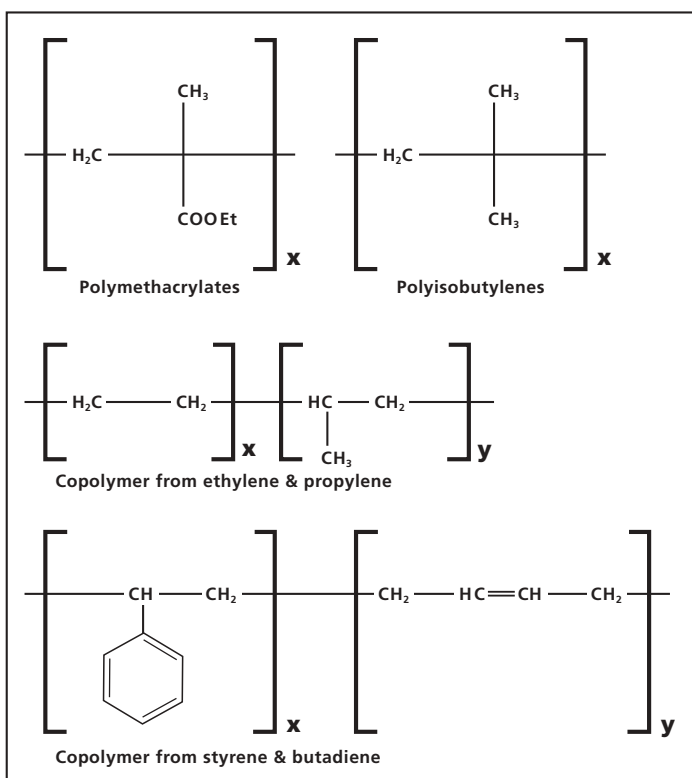 CH₃ CH₃
H₂C H₂C
COOEt CH₃
x x
Polymethacrylates Polyisobutylenes
H₂C CH₂ HC CH₂
x y
CH₃
Copolymer from ethylene & propylene
CH CH₂ CH₂ HC CH CH₂
x y
Copolymer from styrene & butadiene